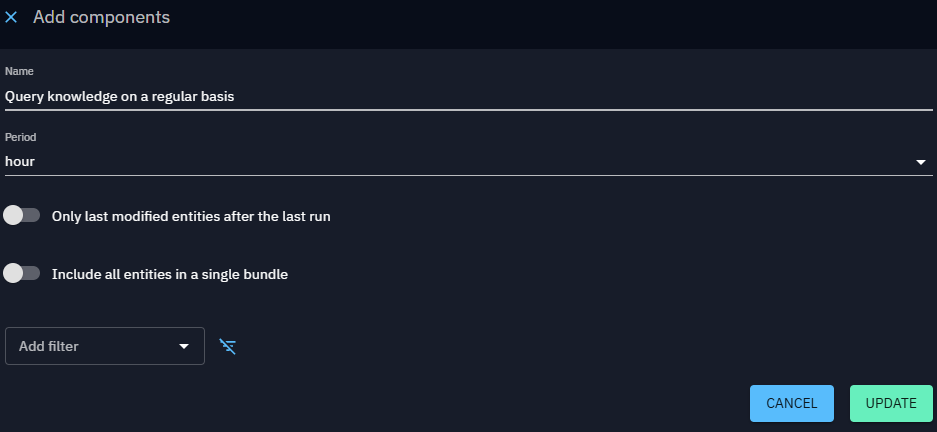 Add components
Name
Query knowledge on a regular basis
Period
hour
Only last modified entities after the last run
Include all entities in a single bundle
Add filter
CANCEL UPDATE